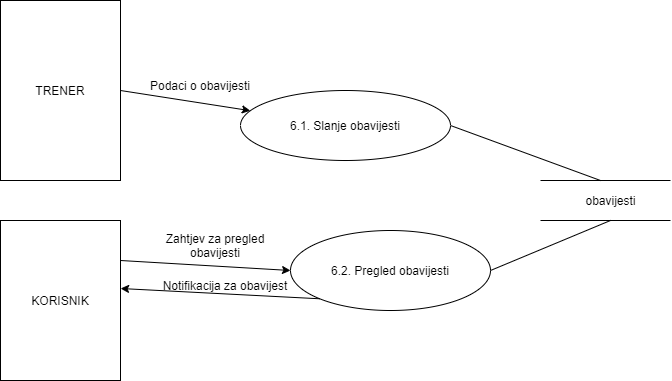 TRENER
Podaci o obavijesti
6.1. Slanje obavijesti
obavijesti
Zahtjev za pregled
obavijesti
KORISNIK
6.2. Pregled obavijesti
Notifikacija za obavijest